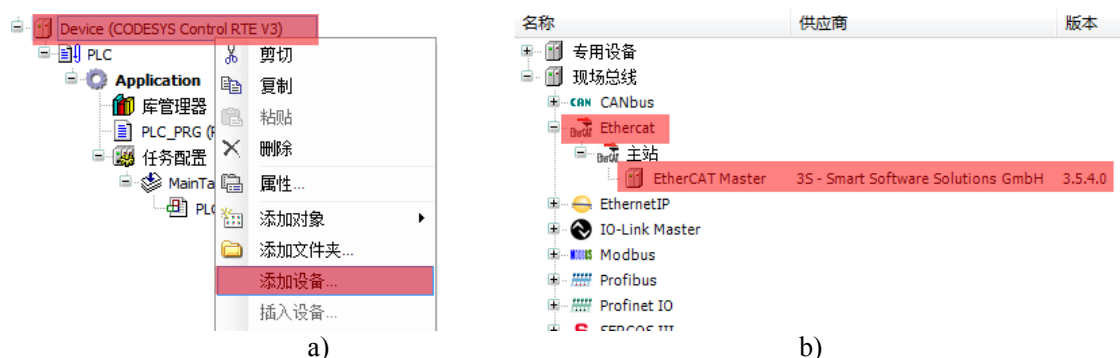 Device (CODESYS Control RTE V3)
PLC
Application
库管理器
PLC_PRG (
任务配置
MainTa
PL
剪切
复制
粘贴
删除
属性...
添加对象
添加文件夹...
添加设备...
插入设备...
a)
名称 供应商 版本
专用设备
现场总线
CAN CANbus
EtherCAT Ethercat
EtherCAT 主站
EtherCAT Master 3S - Smart Software Solutions GmbH 3.5.4.0
EthernetIP
IO-Link Master
MODBUS Modbus
Profibus
Profinet IO
SERCOS III
b)